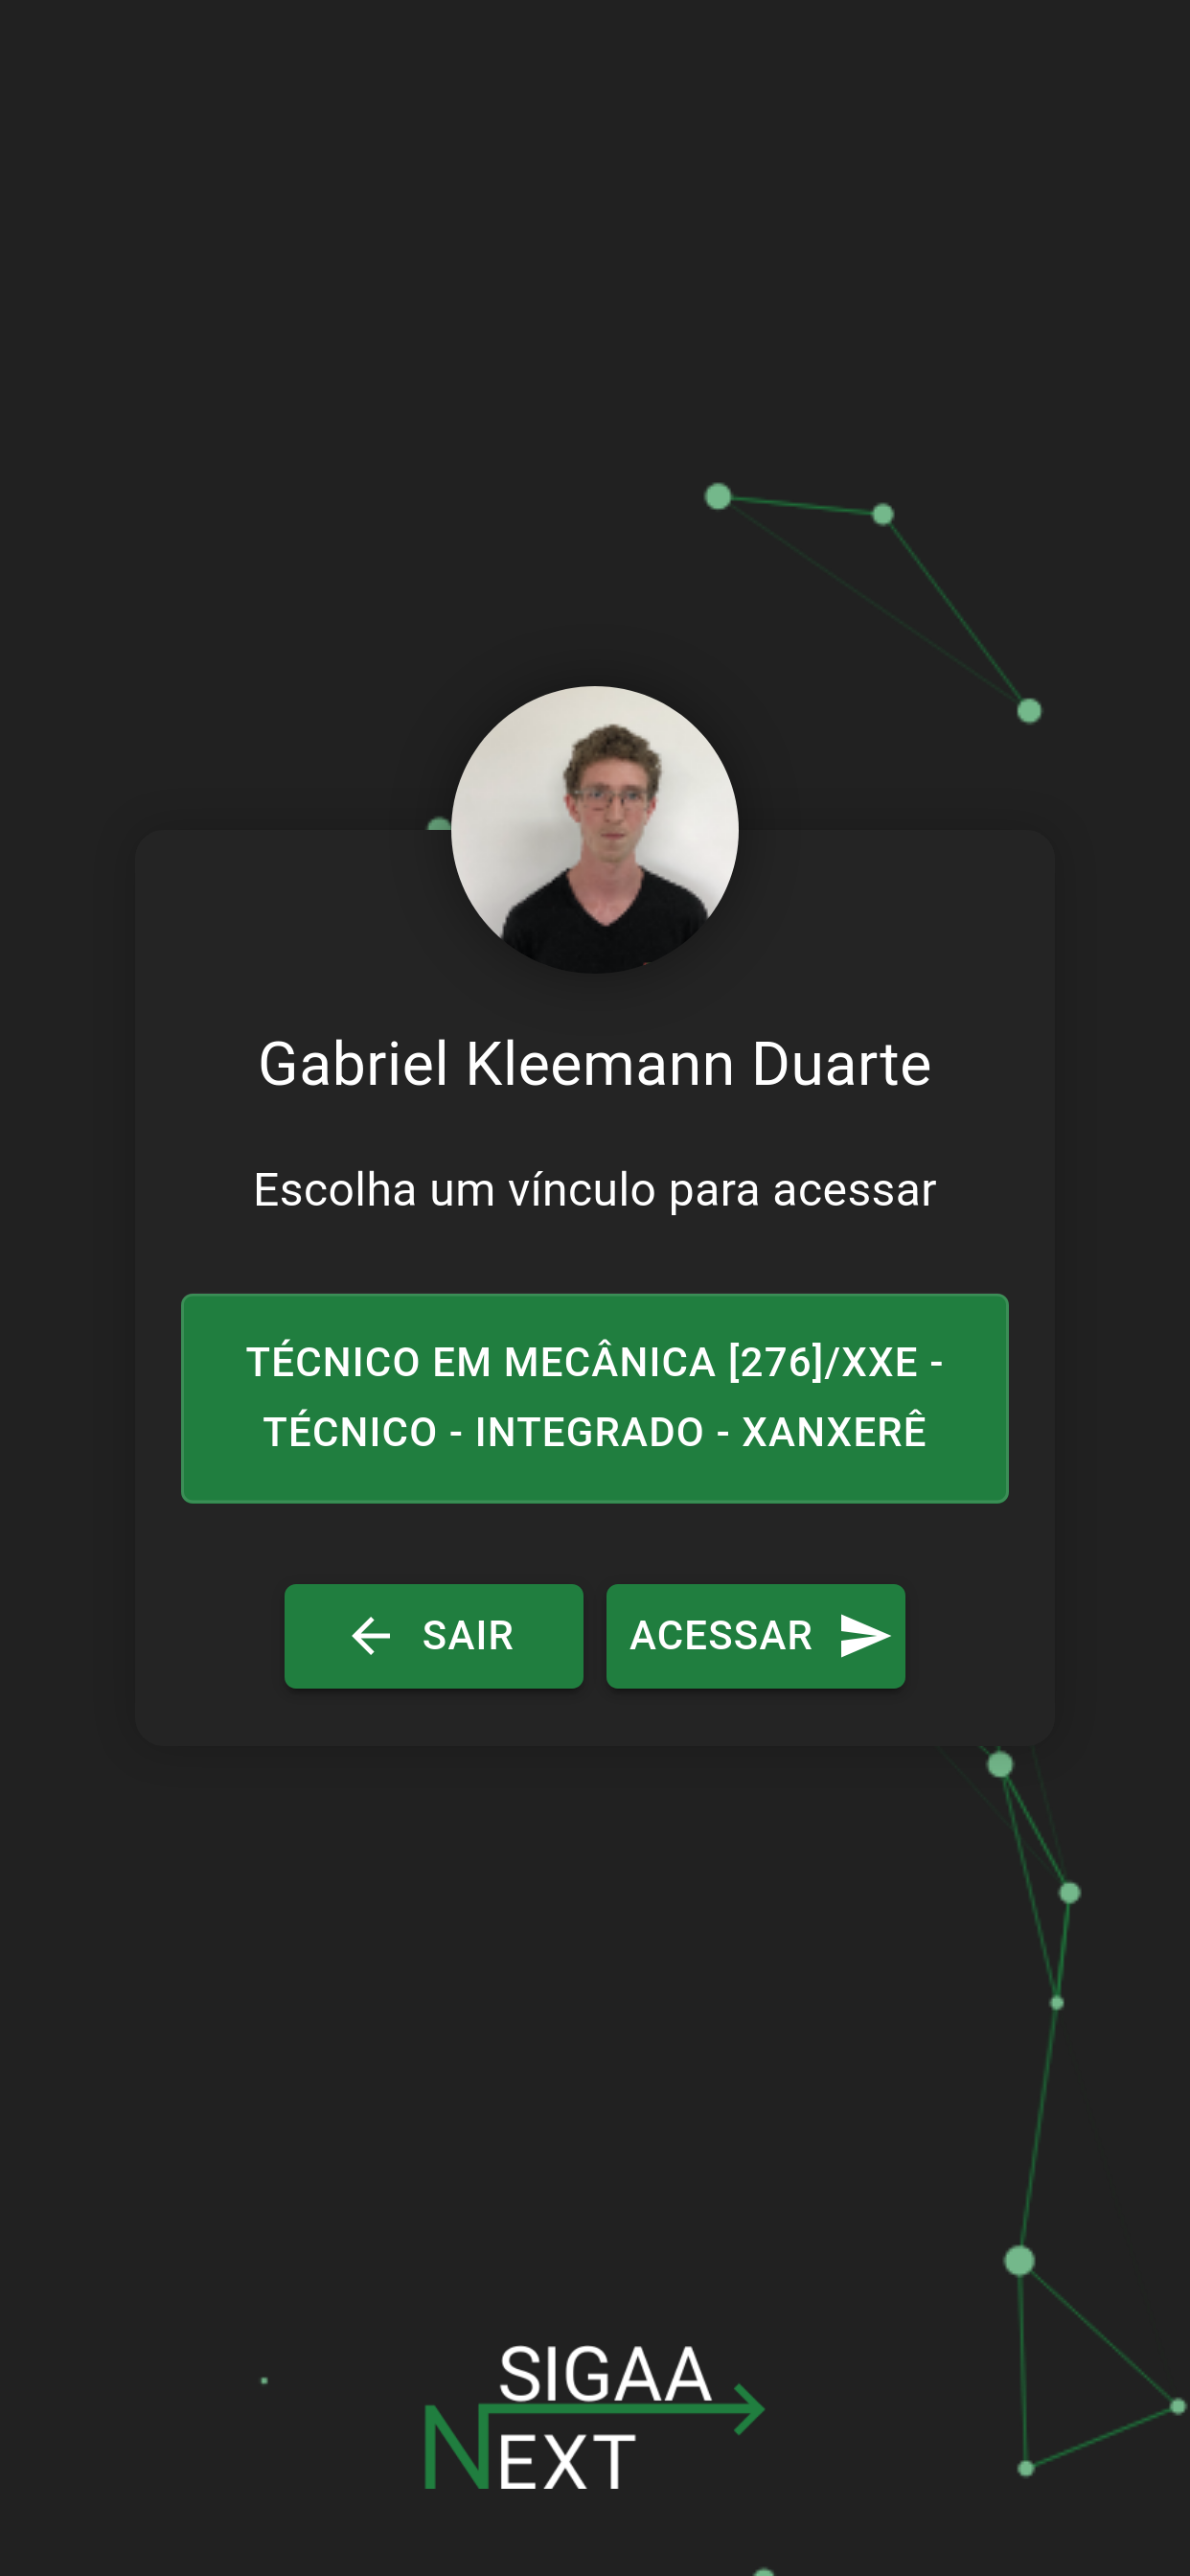 Gabriel Kleemann Duarte
Escolha um vínculo para acessar
TÉCNICO EM MECÂNICA [276]/XXE -
TÉCNICO - INTEGRADO - XANXERÊ
SAIR
ACESSAR
SIGAA
NEXT